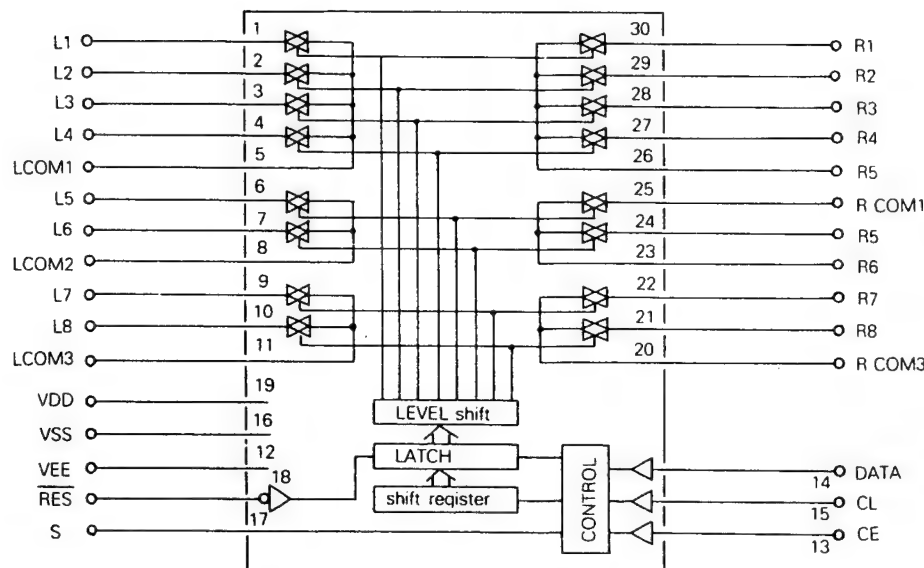 L1 1 30 R1
L2 2 29 R2
L3 3 28 R3
L4 4 27 R4
LCOM1 5 26 R5
L5 6 25 R COM1
L6 7 24 R5
LCOM2 8 23 R6
L7 9 22 R7
L8 10 21 R8
LCOM3 11 20 R COM3
VDD 19
LEVEL shift
VSS 16
VEE 12
LATCH
CONTROL
14 DATA
RES 18
shift register
15 CL
S 17
13 CE